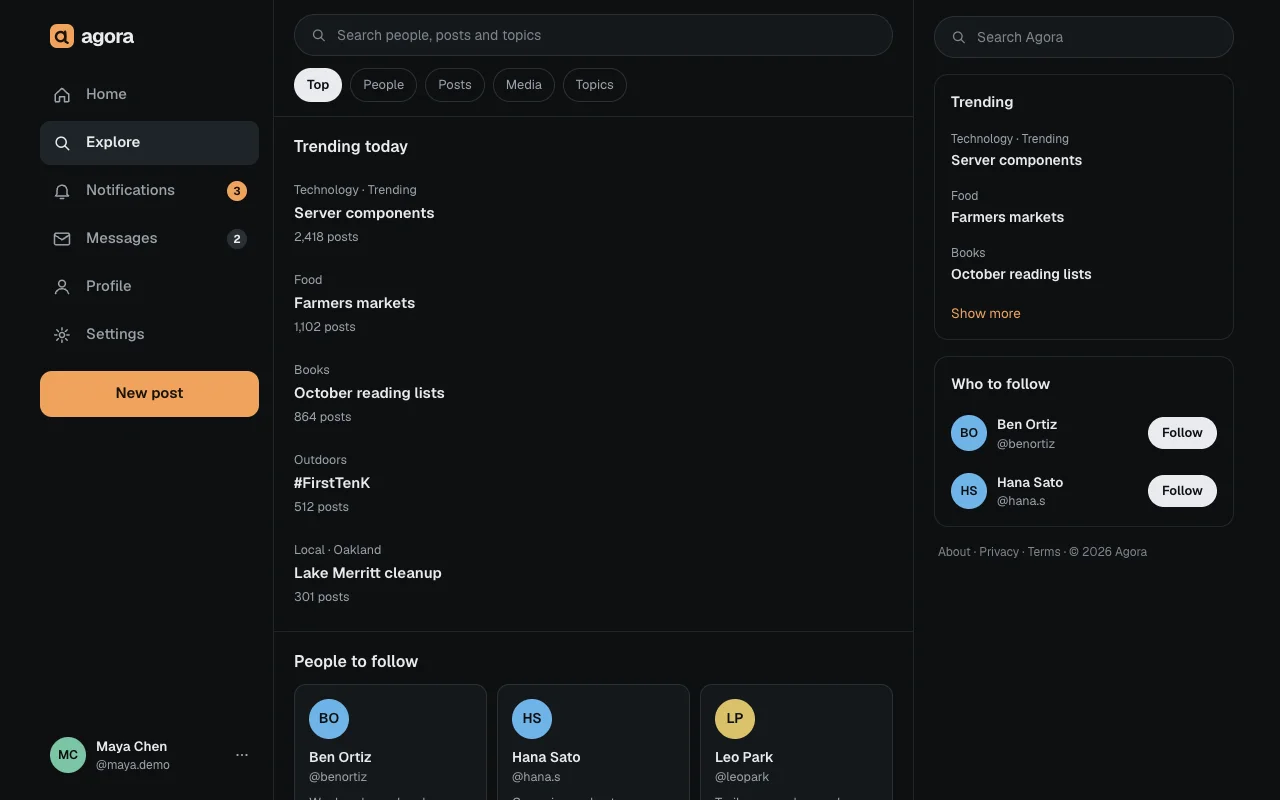 agora
Home
Explore
Notifications 3
Messages 2
Profile
Settings
New post
MC
Maya Chen
@maya.demo
Search people, posts and topics
Top People Posts Media Topics
Trending today
Technology · Trending
Server components
2,418 posts
Food
Farmers markets
1,102 posts
Books
October reading lists
864 posts
Outdoors
#FirstTenK
512 posts
Local · Oakland
Lake Merritt cleanup
301 posts
People to follow
BO
Ben Ortiz
@benortiz
HS
Hana Sato
@hana.s
LP
Leo Park
@leopark
Search Agora
Trending
Technology · Trending
Server components
Food
Farmers markets
Books
October reading lists
Show more
Who to follow
BO
Ben Ortiz
@benortiz
Follow
HS
Hana Sato
@hana.s
Follow
About · Privacy · Terms · © 2026 Agora